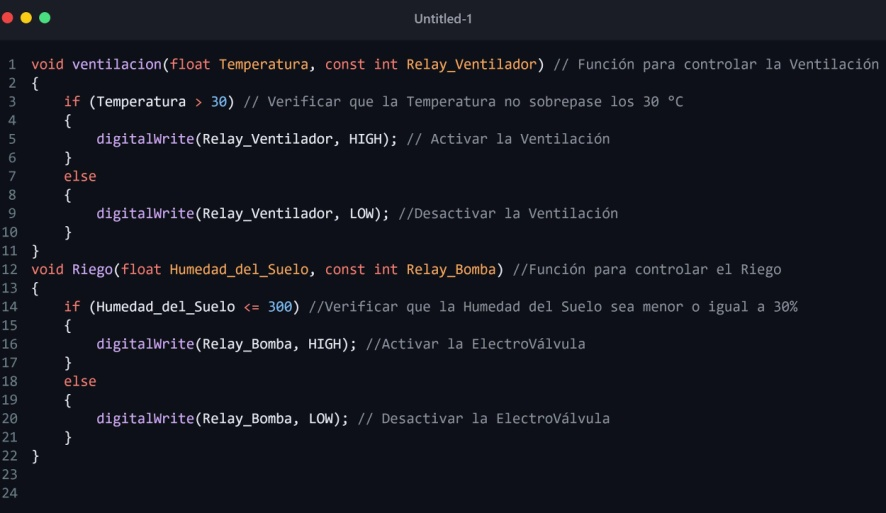 Untitled-1
1 void ventilacion(float Temperatura, const int Relay_Ventilador) // Función para controlar la Ventilación
2 {
3     if (Temperatura > 30) // Verificar que la Temperatura no sobrepase los 30 °C
4     {
5         digitalWrite(Relay_Ventilador, HIGH); // Activar la Ventilación
6     }
7     else
8     {
9         digitalWrite(Relay_Ventilador, LOW); //Desactivar la Ventilación
10     }
11 }
12 void Riego(float Humedad_del_Suelo, const int Relay_Bomba) //Función para controlar el Riego
13 {
14     if (Humedad_del_Suelo <= 300) //Verificar que la Humedad del Suelo sea menor o igual a 30%
15     {
16         digitalWrite(Relay_Bomba, HIGH); //Activar la ElectroVálvula
17     }
18     else
19     {
20         digitalWrite(Relay_Bomba, LOW); // Desactivar la ElectroVálvula
21     }
22 }
23
24